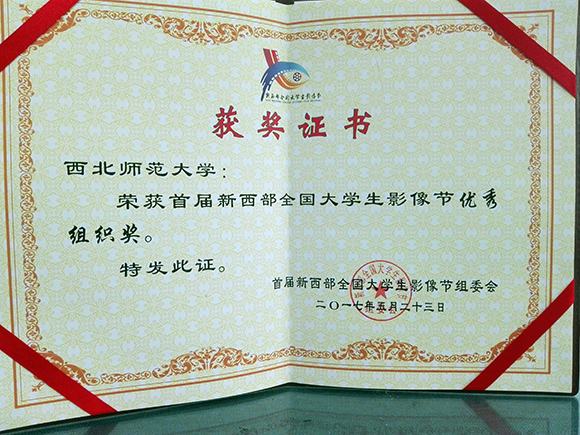 获奖证书
西北师范大学：
荣获首届新西部全国大学生影像节优秀
组织奖。
特发此证。
首届新西部全国大学生影像节组委会
二〇一七年五月二十三日